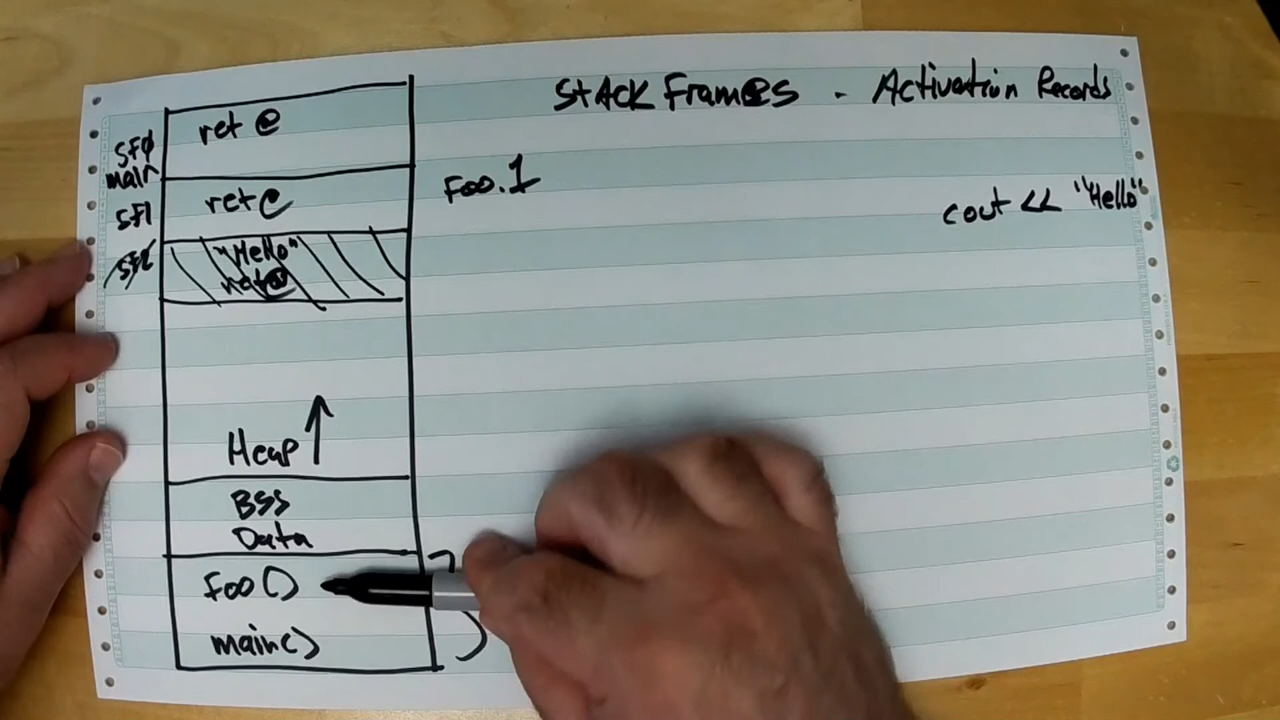 Stack Frames - Activation Records
SFØ
main
ret @
SF1
ret @
Foo.1
cout << "Hello"
"Hello"
ret @
Heap
BSS
Data
Foo()
main()